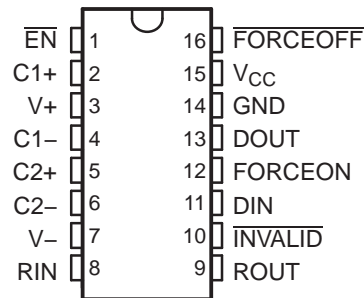 EN 1 16 FORCEOFF
C1+ 2 15 VCC
V+ 3 14 GND
C1− 4 13 DOUT
C2+ 5 12 FORCEON
C2− 6 11 DIN
V− 7 10 INVALID
RIN 8 9 ROUT